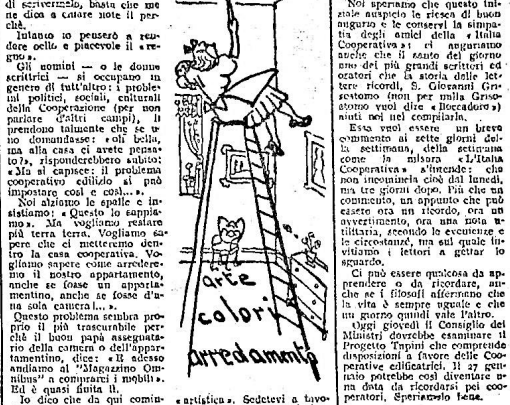 di scrivermelo, basta che me
ne dica a calare note il per-
chè.
Intanto io penserò a ren-
dere bello e piacevole il «re-
gno».
Gli uomini — o le donne
scrittrici — si occupano in
genere di tutt'altro: i proble-
mi politici, sociali, culturali
della Cooperazione (per non
parlare d'altri campi), li
prendono talmente che se u-
no domandasse: «oh bella,
ma alla casa ci avete pensa-
to?», risponderebbero subito:
«Ma si capisce: il problema
cooperativo edilizio si può
impostare così e così...».
Noi alziamo le spalle e in-
sistiamo: «Questo lo sappia-
mo». Ma vogliamo restare
più terra terra. Vogliamo sa-
pere che ci metteremo den-
tro la casa cooperativa. Vo-
gliamo sapere come arredere-
mo il nostro appartamento,
anche se fosse un apparta-
mentino, anche se fosse d'u-
na sola camera!...».
Questo problema sembra pro-
prio il più trascurabile per-
chè il buon papà assegnata-
rio della camera o dell'appar-
tamentino, dice: «E adesso
andiamo al "Magazzino Om-
nibus" a comprarci i mobili».
Ed è quasi finita lì.
Io dico che da qui comin-
arte
colori
arredamento
«artistica». Sedetevi a tavo-
Noi speriamo che questo ini-
ziale auspicio le riesca di buon
augurio e le conservi la simpa-
tia degli amici della «Italia
Cooperativa»: ci auguriamo
anche che il santo del giorno
uno dei più grandi scrittori ed
oratori che la storia delle let-
tere ricordi, S. Giovanni Gri-
sostomo (non per nulla Griso-
stomo vuol dire «Boccadoro»)
aiuti noi nel compilarla.
Essa vuol essere un breve
commento ai sette giorni del-
la settimana, della settimana
come la misura «L'Italia
Cooperativa» s'intende: che
non incomincia cioè dal lunedì,
ma tre giorni dopo. Più che un
commento, un appunto che può
essere ora un ricordo, ora un
avvertimento, ora una nota u-
tilitaria, secondo le evenienze e
le circostanze, ma sul quale in-
vitiamo i lettori a gettar lo
sguardo.
Ci può essere qualcosa da ap-
prendere o da ricordare, an-
che se i filosofi affermano che
la vita è sempre uguale e che
un giorno quindi vale l'altro.
Oggi giovedì il Consiglio dei
Ministri dovrebbe esaminare il
Progetto Tupini che comprende
disposizioni a favore delle Coo-
perative edificatrici. Il 27 gen-
naio potrebbe così diventare u-
na data da ricordarsi pei coo-
peratori. Speriamolo bene.